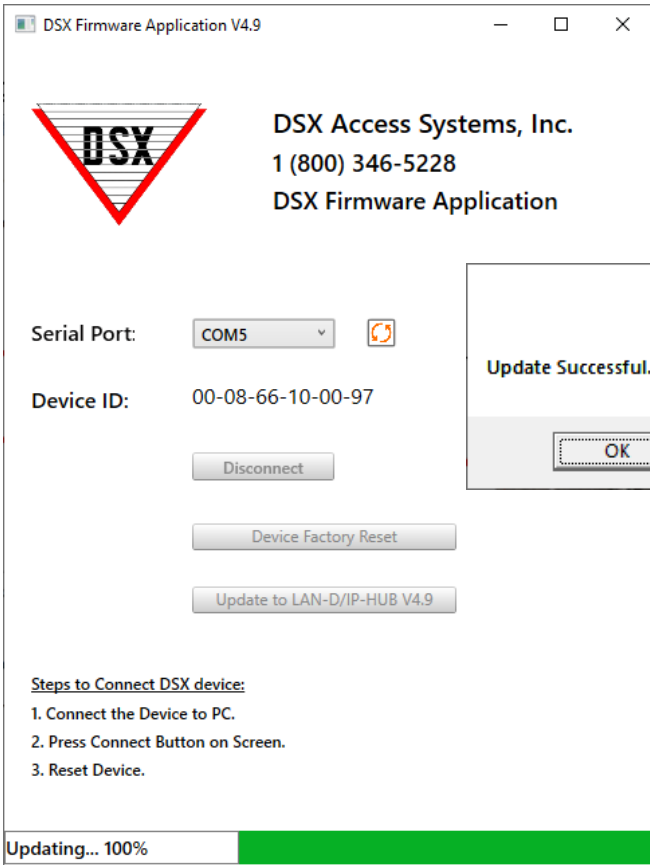 DSX Firmware Application V4.9
DSX
DSX Access Systems, Inc.
1 (800) 346-5228
DSX Firmware Application
Serial Port:
COM5
Device ID:
00-08-66-10-00-97
Update Successful.
OK
Disconnect
Device Factory Reset
Update to LAN-D/IP-HUB V4.9
Steps to Connect DSX device:
1. Connect the Device to PC.
2. Press Connect Button on Screen.
3. Reset Device.
Updating... 100%